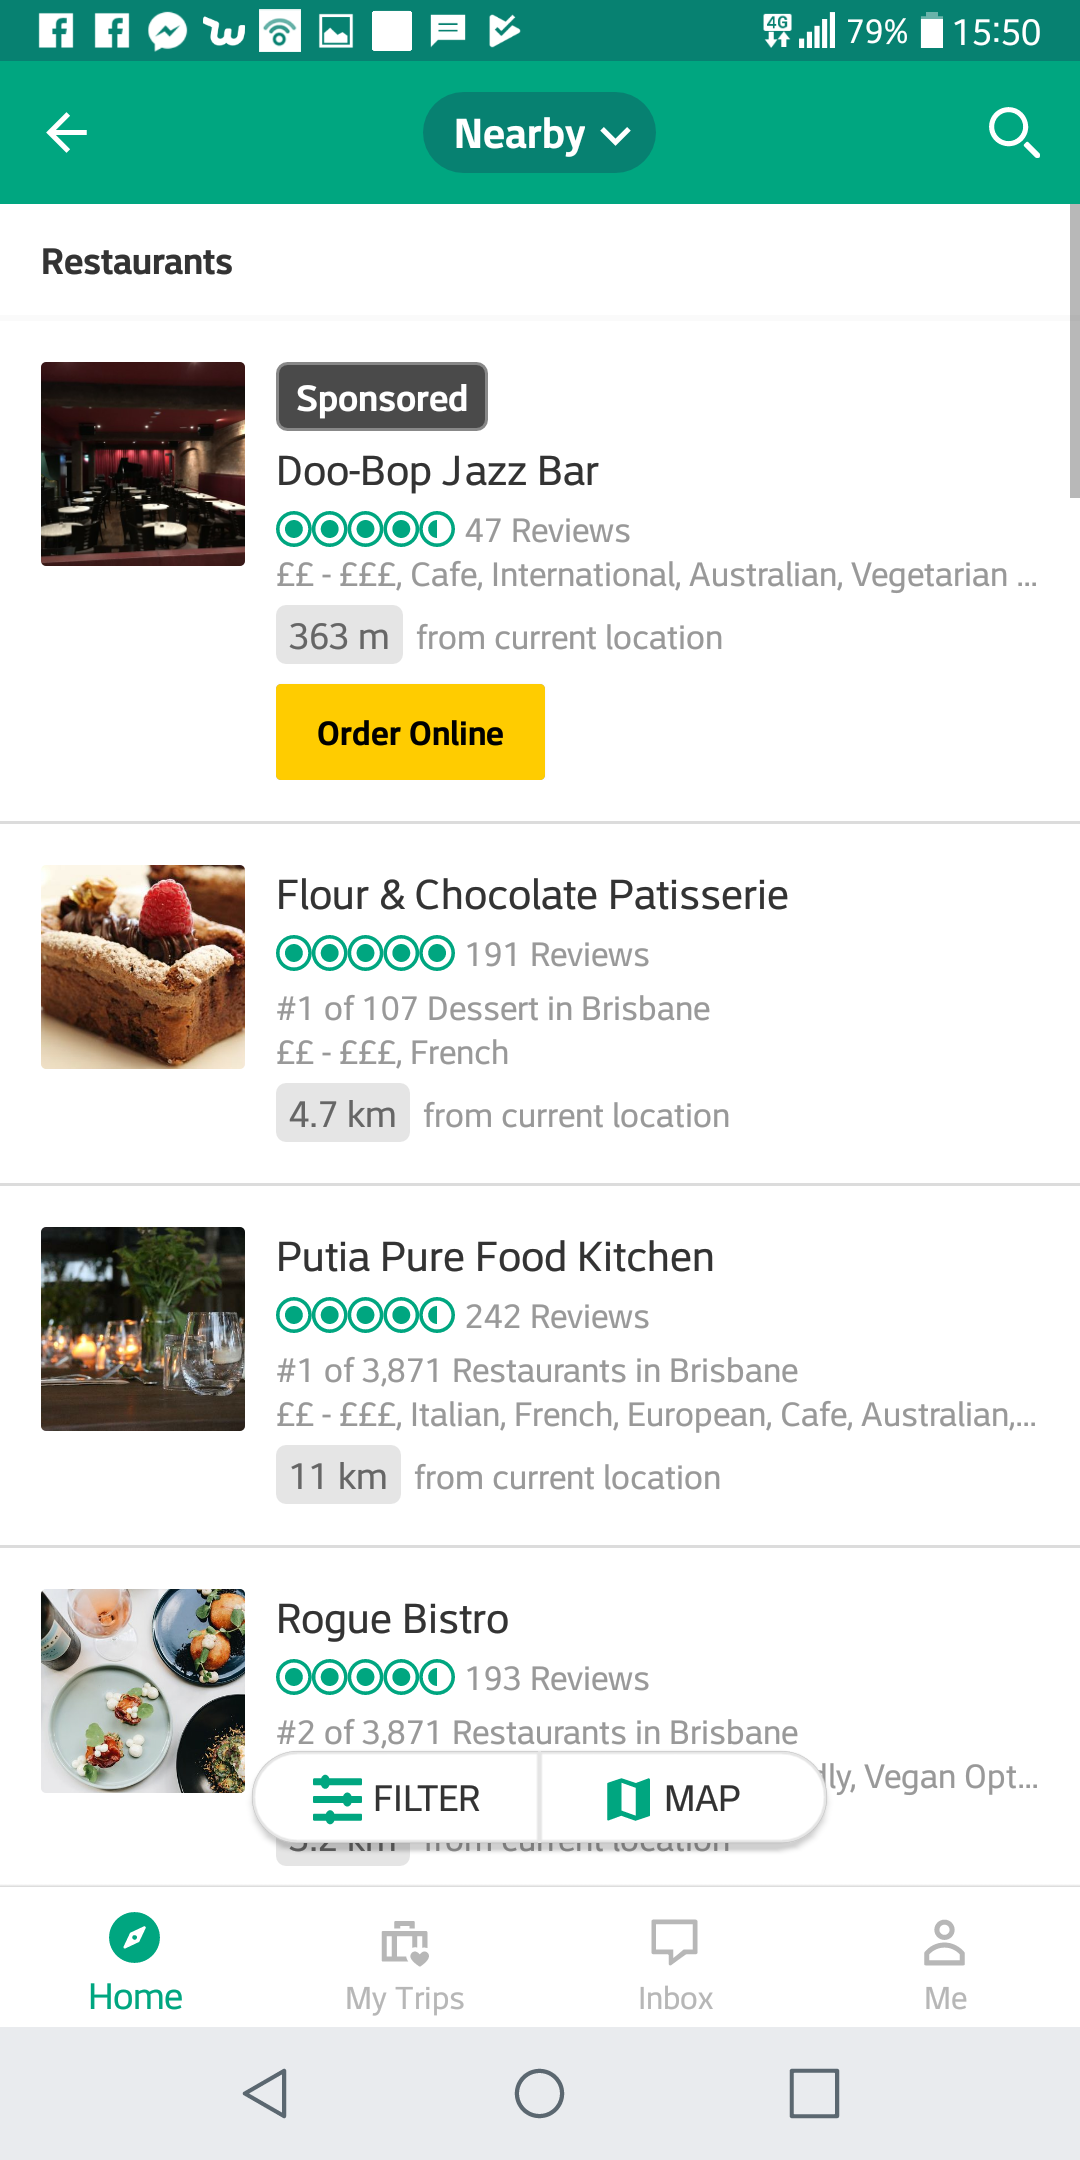 4G 79% 15:50
Nearby
Restaurants
Sponsored
Doo-Bop Jazz Bar
47 Reviews
££ - £££, Cafe, International, Australian, Vegetarian ...
363 m from current location
Order Online
Flour & Chocolate Patisserie
191 Reviews
#1 of 107 Dessert in Brisbane
££ - £££, French
4.7 km from current location
Putia Pure Food Kitchen
242 Reviews
#1 of 3,871 Restaurants in Brisbane
££ - £££, Italian, French, European, Cafe, Australian,...
11 km from current location
Rogue Bistro
193 Reviews
#2 of 3,871 Restaurants in Brisbane
Vegan Opt...
FILTER MAP
km from current location
Home My Trips Inbox Me